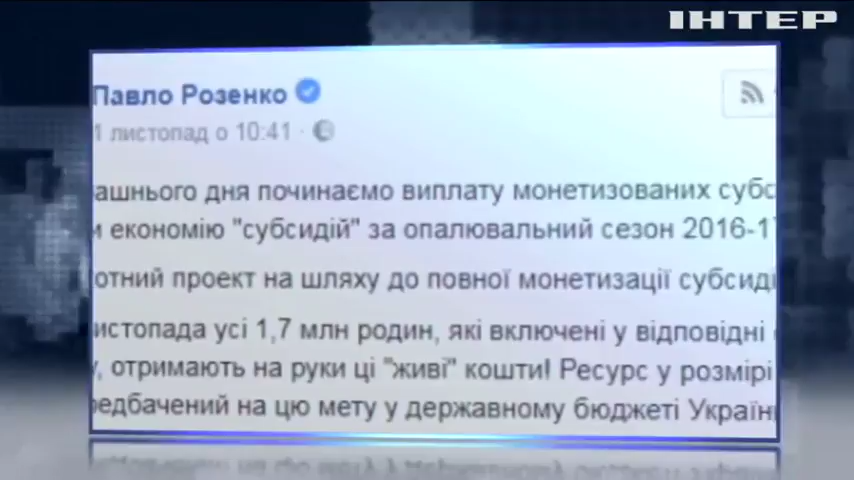 ІНТЕР
Павло Розенко
1 листопад о 10:41 ·
ашнього дня починаємо виплату монетизованих субс
и економію "субсидій" за опалювальний сезон 2016-17
отний проект на шляху до повної монетизації субсиді
истопада усі 1,7 млн родин, які включені у відповідні
, отримають на руки ці "живі" кошти! Ресурс у розмірі
редбачений на цю мету у державному бюджеті Україн